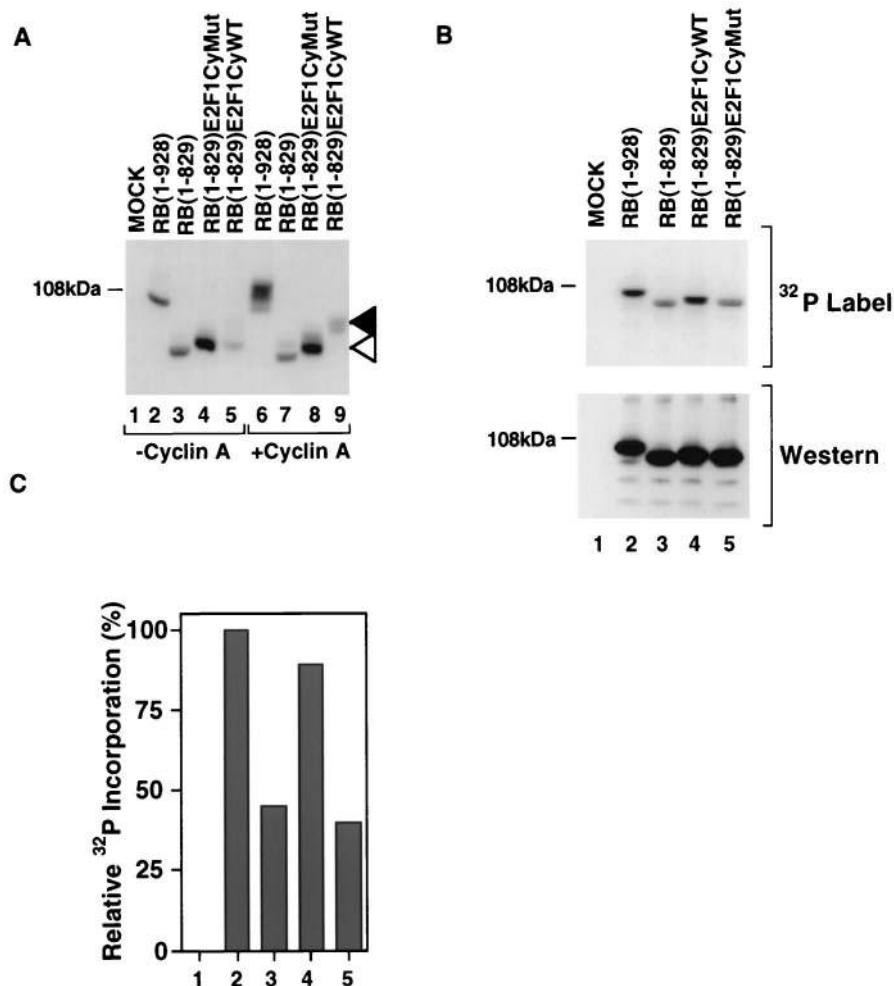 A
MOCK
RB(1-928)
RB(1-829)
RB(1-829)E2F1CyMut
RB(1-829)E2F1CyWT
RB(1-928)
RB(1-829)
RB(1-829)E2F1CyMut
RB(1-829)E2F1CyWT
108kDa
1 2 3 4 5 6 7 8 9
-Cyclin A +Cyclin A
B
MOCK
RB(1-928)
RB(1-829)
RB(1-829)E2F1CyWT
RB(1-829)E2F1CyMut
108kDa
32P Label
108kDa
Western
1 2 3 4 5
C
Relative 32P Incorporation (%)
100
75
50
25
0
1 2 3 4 5